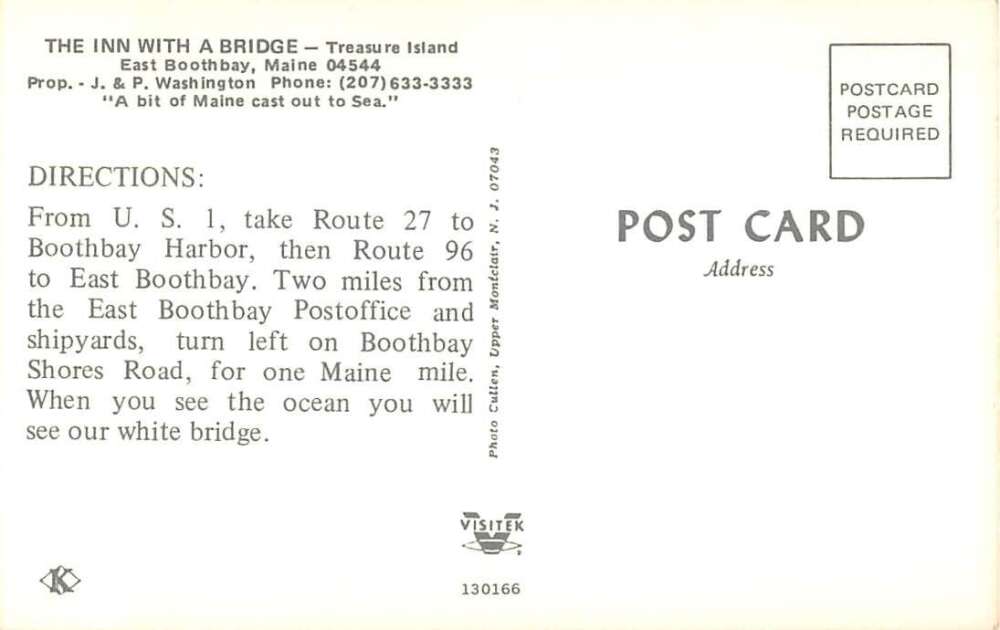 THE INN WITH A BRIDGE — Treasure Island
East Boothbay, Maine 04544
Prop. - J. & P. Washington Phone: (207) 633-3333
"A bit of Maine cast out to Sea."
DIRECTIONS:
From U. S. 1, take Route 27 to
Boothbay Harbor, then Route 96
to East Boothbay. Two miles from
the East Boothbay Postoffice and
shipyards, turn left on Boothbay
Shores Road, for one Maine mile.
When you see the ocean you will
see our white bridge.
Photo Cullen, Upper Montclair, N. J. 07043
VISITEK
130166
K
POSTCARD
POSTAGE
REQUIRED
POST CARD
Address